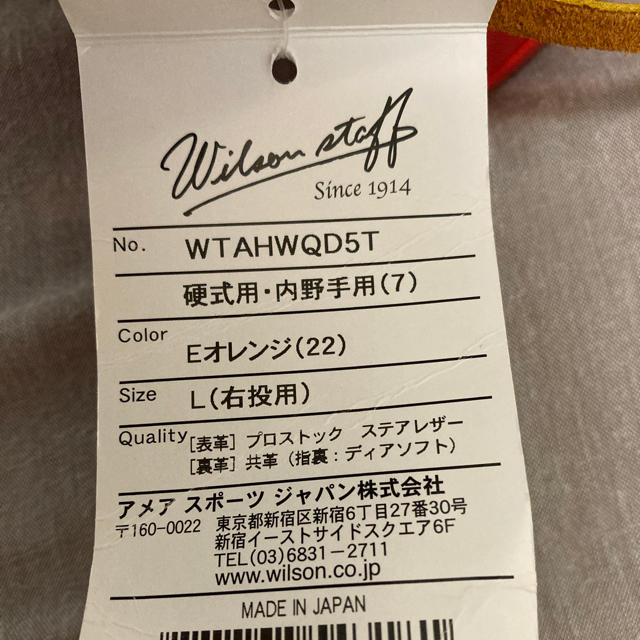 Wilson staff
Since 1914
No. WTAHWQD5T
硬式用・内野手用(7)
Color Eオレンジ(22)
Size L(右投用)
Quality [表革] プロストック ステアレザー
[裏革] 共革 (指裏:ディアソフト)
アメア スポーツ ジャパン株式会社
〒160-0022 東京都新宿区新宿6丁目27番30号
新宿イーストサイドスクエア6F
TEL(03)6831-2711
www.wilson.co.jp
MADE IN JAPAN